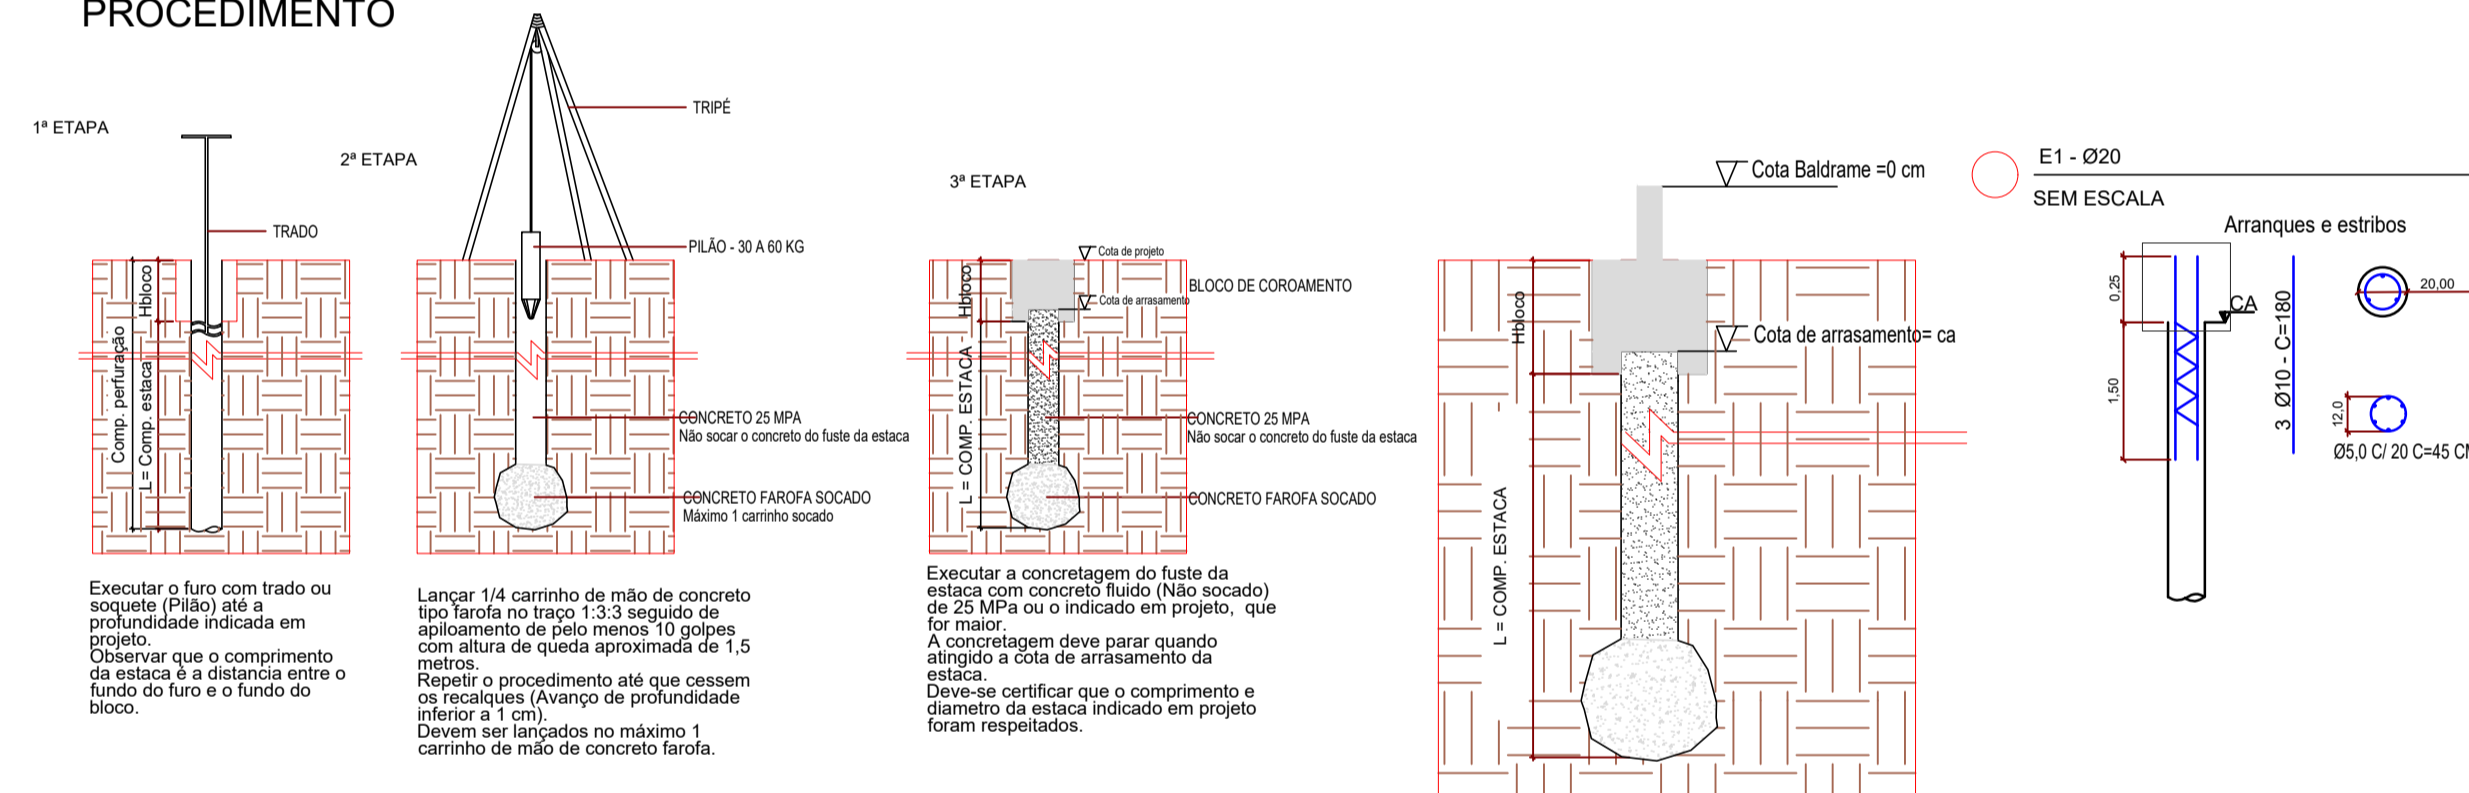 PROCEDIMENTO
1ª ETAPA
TRADO
Hbloco
Comp. perfuração
L= Comp. estaca
Executar o furo com trado ou
soquete (Pilão) até a
profundidade indicada em
projeto.
Observar que o comprimento
da estaca é a distancia entre o
fundo do furo e o fundo do
bloco.
2ª ETAPA
TRIPÉ
PILÃO - 30 A 60 KG
CONCRETO 25 MPA
Não socar o concreto do fuste da estaca
CONCRETO FAROFA SOCADO
Máximo 1 carrinho socado
Lançar 1/4 carrinho de mão de concreto
tipo farofa no traço 1:3:3 seguido de
apiloamento de pelo menos 10 golpes
com altura de queda aproximada de 1,5
metros.
Repetir o procedimento até que cessem
os recalques (Avanço de profundidade
inferior a 1 cm).
Devem ser lançados no máximo 1
carrinho de mão de concreto farofa.
3ª ETAPA
Cota de projeto
BLOCO DE COROAMENTO
Cota de arrasamento
Hbloco
L = COMP. ESTACA
CONCRETO 25 MPA
Não socar o concreto do fuste da estaca
CONCRETO FAROFA SOCADO
Executar a concretagem do fuste da
estaca com concreto fluido (Não socado)
de 25 MPa ou o indicado em projeto, que
for maior.
A concretagem deve parar quando
atingido a cota de arrasamento da
estaca.
Deve-se certificar que o comprimento e
diametro da estaca indicado em projeto
foram respeitados.
Cota Baldrame =0 cm
Hbloco
Cota de arrasamento= ca
L = COMP. ESTACA
E1 - Ø20
SEM ESCALA
Arranques e estribos
0,25
CA
1,50
3 Ø10 - C=180
20,00
12,0
Ø5,0 C/ 20 C=45